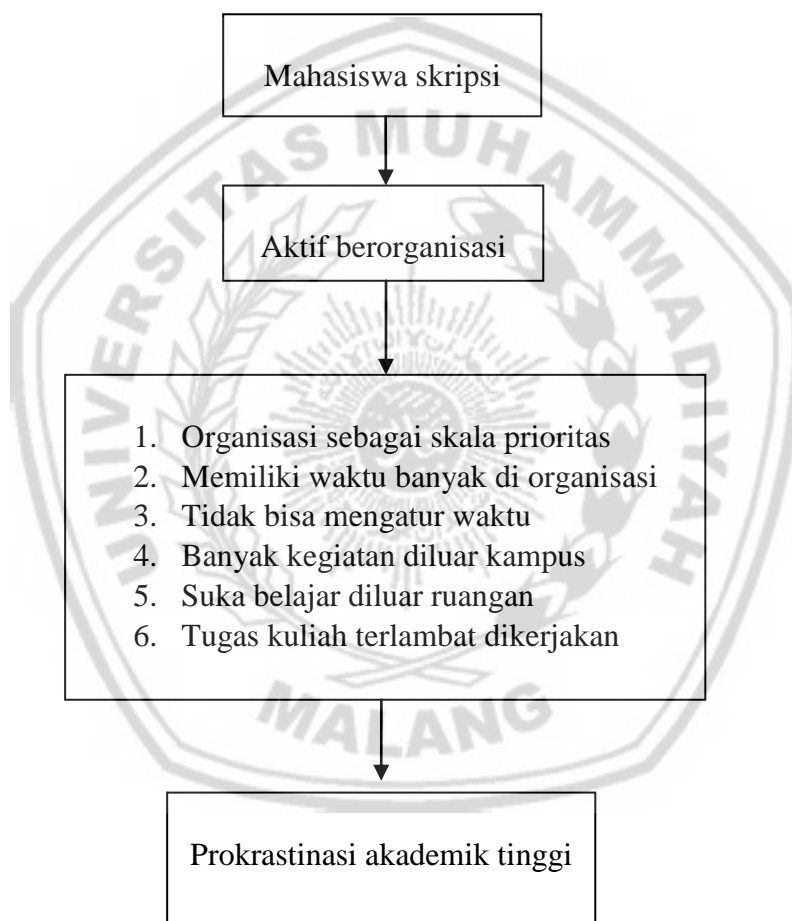 Mahasiswa skripsi
UNIVERSITAS MUHAMMADIYAH
Aktif berorganisasi
1. Organisasi sebagai skala prioritas
2. Memiliki waktu banyak di organisasi
3. Tidak bisa mengatur waktu
4. Banyak kegiatan diluar kampus
5. Suka belajar diluar ruangan
6. Tugas kuliah terlambat dikerjakan
MALANG
Prokrastinasi akademik tinggi